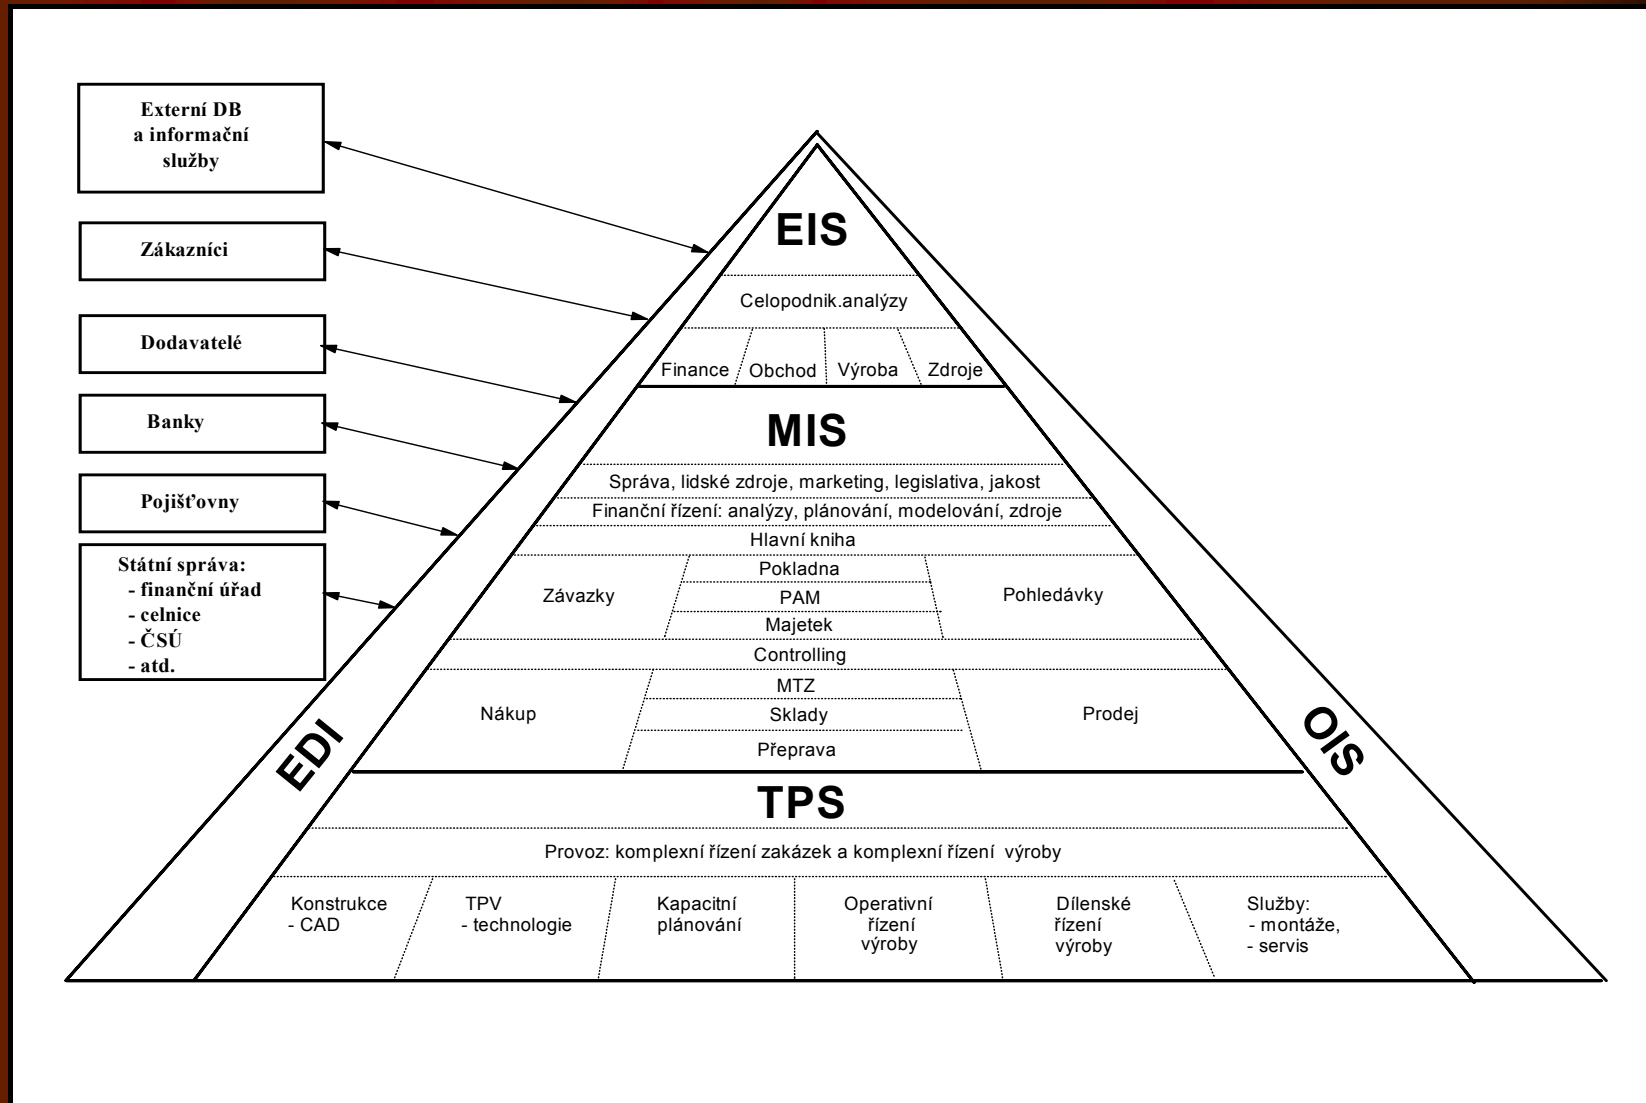 Externí DB
a informační
služby
Zákazníci
Dodavatelé
Banky
Pojišťovny
Státní správa:
- finanční úřad
- celnice
- ČSÚ
- atd.
EIS
Celopodnik.analýzy
Finance
Obchod
Výroba
Zdroje
MIS
Správa, lidské zdroje, marketing, legislativa, jakost
Finanční řízení: analýzy, plánování, modelování, zdroje
Hlavní kniha
Závazky
Pokladna
PAM
Majetek
Pohledávky
Controlling
Nákup
MTZ
Sklady
Přeprava
Prodej
EDI
OIS
TPS
Provoz: komplexní řízení zakázek a komplexní řízení výroby
Konstrukce
- CAD
TPV
- technologie
Kapacitní
plánování
Operativní
řízení
výroby
Dílenské
řízení
výroby
Služby:
- montáže,
- servis